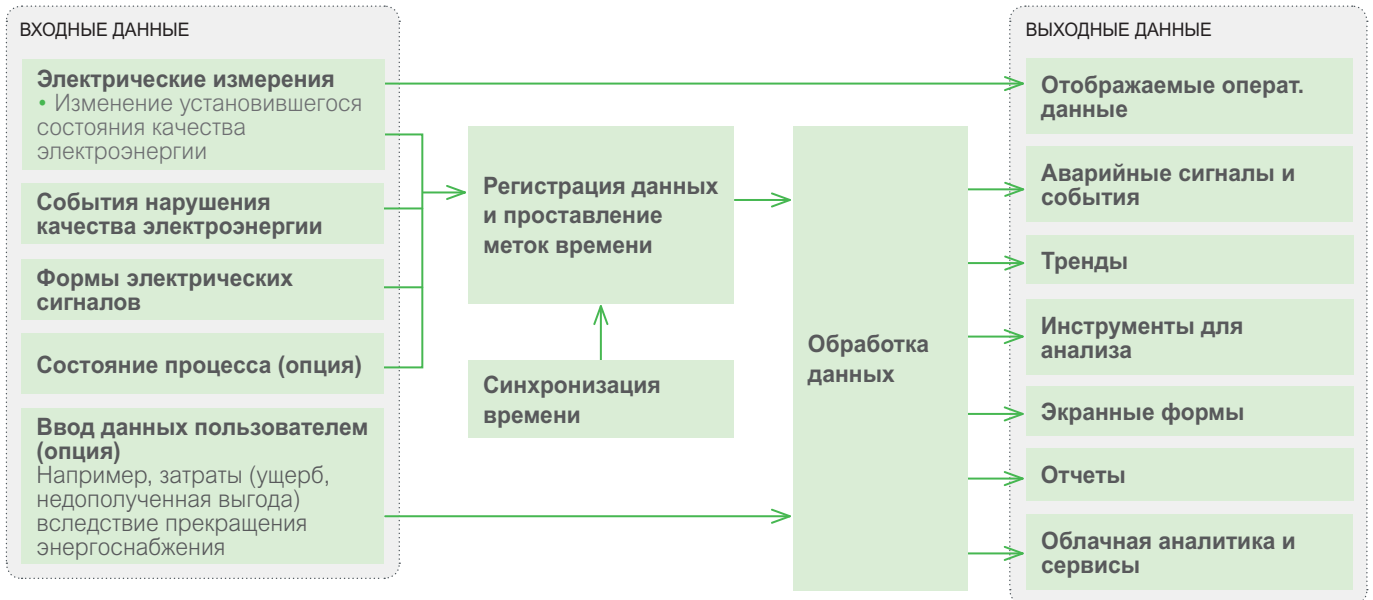 ВХОДНЫЕ ДАННЫЕ
Электрические измерения
• Изменение установившегося
состояния качества
электроэнергии
События нарушения
качества электроэнергии
Формы электрических
сигналов
Состояние процесса (опция)
Ввод данных пользователем
(опция)
Например, затраты (ущерб,
недополученная выгода)
вследствие прекращения
энергоснабжения
Регистрация данных
и проставление
меток времени
Синхронизация
времени
Обработка
данных
ВЫХОДНЫЕ ДАННЫЕ
Отображаемые операт.
данные
Аварийные сигналы и
события
Тренды
Инструменты для
анализа
Экранные формы
Отчеты
Облачная аналитика и
сервисы